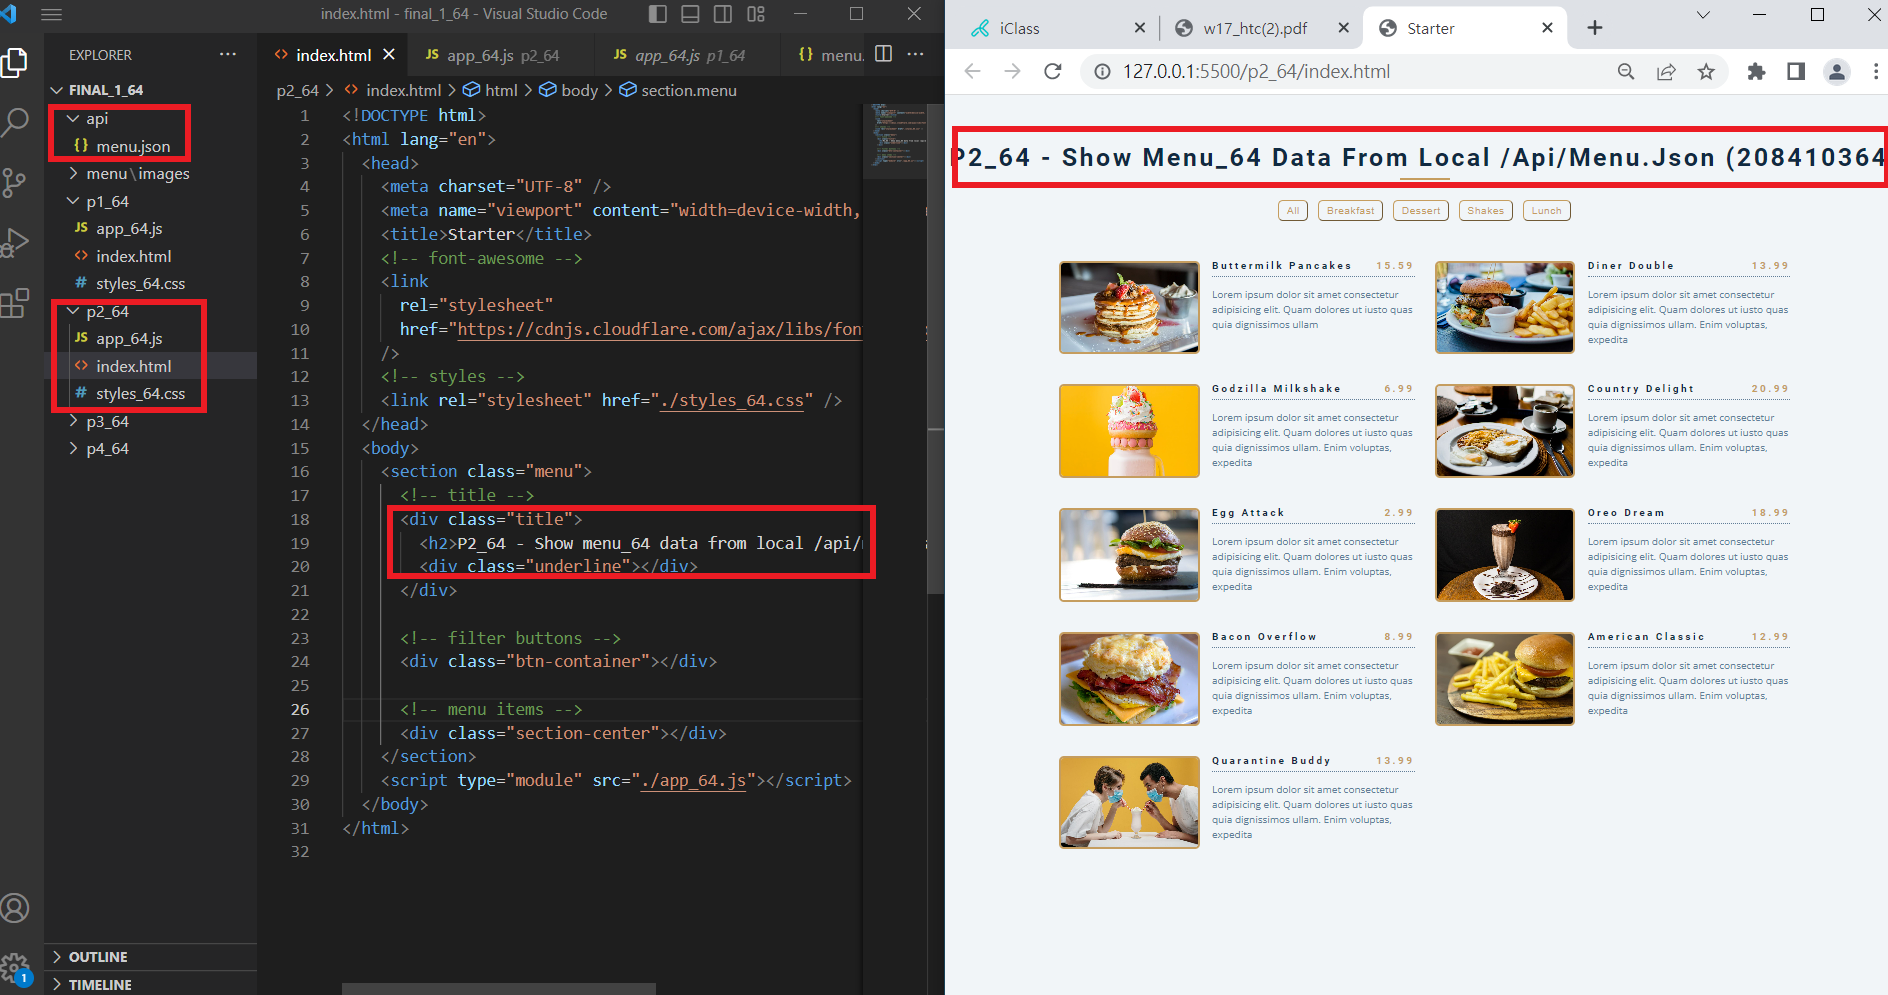 index.html - final_1_64 - Visual Studio Code
EXPLORER
FINAL_1_64
api
{} menu.json
menu\images
p1_64
JS app_64.js
<> index.html
# styles_64.css
p2_64
JS app_64.js
<> index.html
# styles_64.css
p3_64
p4_64
OUTLINE
TIMELINE
1
<> index.html
JS app_64.js p2_64
JS app_64.js p1_64
{} menu.
p2_64 > <> index.html > html > body > section.menu
1 <!DOCTYPE html>
2 <html lang="en">
3 <head>
4 <meta charset="UTF-8" />
5 <meta name="viewport" content="width=device-width,
6 <title>Starter</title>
7 <!-- font-awesome -->
8 <link
9 rel="stylesheet"
10 href="https://cdnjs.cloudflare.com/ajax/libs/fon
11 />
12 <!-- styles -->
13 <link rel="stylesheet" href="./styles_64.css" />
14 </head>
15 <body>
16 <section class="menu">
17 <!-- title -->
18 <div class="title">
19 <h2>P2_64 - Show menu_64 data from local /api/
20 <div class="underline"></div>
21 </div>
22
23 <!-- filter buttons -->
24 <div class="btn-container"></div>
25
26 <!-- menu items -->
27 <div class="section-center"></div>
28 </section>
29 <script type="module" src="./app_64.js"></script>
30 </body>
31 </html>
32
iClass
w17_htc(2).pdf
Starter
127.0.0.1:5500/p2_64/index.html
P2_64 - Show Menu_64 Data From Local /Api/Menu.Json (208410364
All
Breakfast
Dessert
Shakes
Lunch
Buttermilk Pancakes 15.59
Lorem ipsum dolor sit amet consectetur
adipisicing elit. Quam dolores ut iusto quas
quia dignissimos ullam
Diner Double 13.99
Lorem ipsum dolor sit amet consectetur
adipisicing elit. Quam dolores ut iusto quas
quia dignissimos ullam. Enim voluptas,
expedita
Godzilla Milkshake 6.99
Lorem ipsum dolor sit amet consectetur
adipisicing elit. Quam dolores ut iusto quas
quia dignissimos ullam. Enim voluptas,
expedita
Country Delight 20.99
Lorem ipsum dolor sit amet consectetur
adipisicing elit. Quam dolores ut iusto quas
quia dignissimos ullam. Enim voluptas,
expedita
Egg Attack 2.99
Lorem ipsum dolor sit amet consectetur
adipisicing elit. Quam dolores ut iusto quas
quia dignissimos ullam. Enim voluptas,
expedita
Oreo Dream 18.99
Lorem ipsum dolor sit amet consectetur
adipisicing elit. Quam dolores ut iusto quas
quia dignissimos ullam. Enim voluptas,
expedita
Bacon Overflow 8.99
Lorem ipsum dolor sit amet consectetur
adipisicing elit. Quam dolores ut iusto quas
quia dignissimos ullam. Enim voluptas,
expedita
American Classic 12.99
Lorem ipsum dolor sit amet consectetur
adipisicing elit. Quam dolores ut iusto quas
quia dignissimos ullam. Enim voluptas,
expedita
Quarantine Buddy 13.99
Lorem ipsum dolor sit amet consectetur
adipisicing elit. Quam dolores ut iusto quas
quia dignissimos ullam. Enim voluptas,
expedita